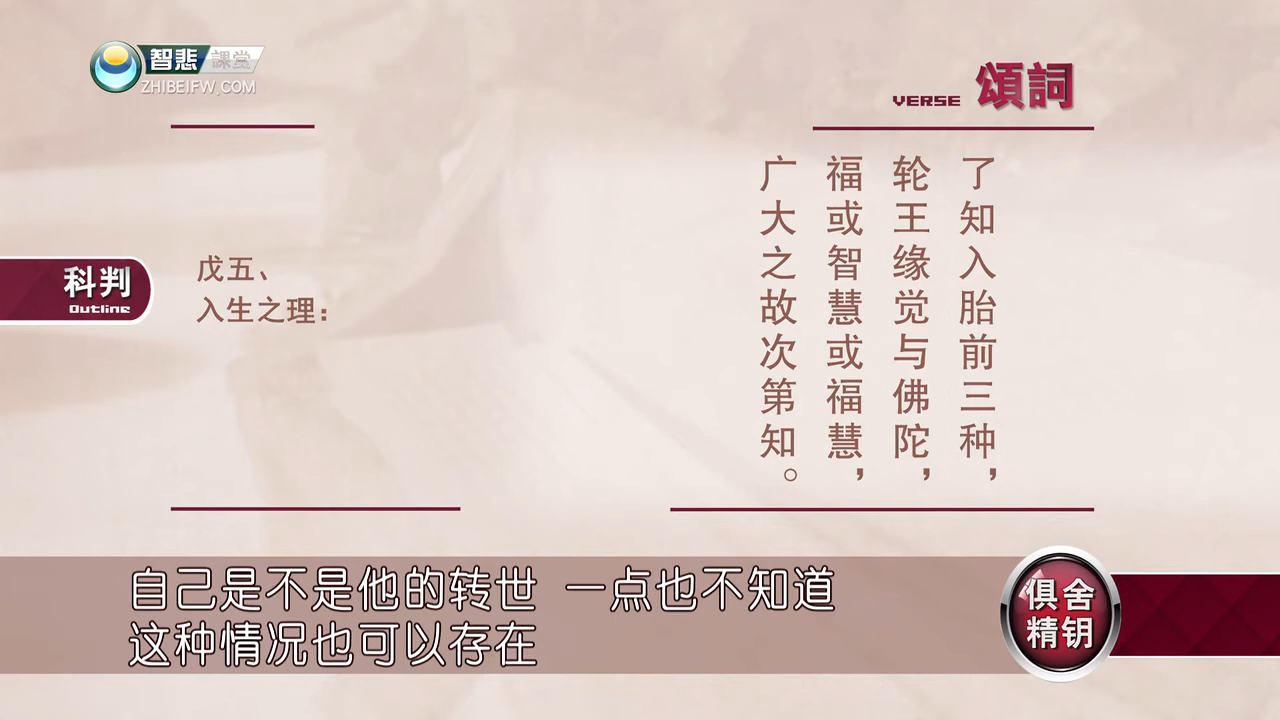 智悲課堂
ZHIBEIFW.COM
VERSE 頌詞
了知入胎前三种，
轮王缘觉与佛陀，
福或智慧或福慧，
广大之故次第知。
科判
Outline
戊五、
入生之理：
自己是不是他的转世 一点也不知道
这种情况也可以存在
俱舍
精钥